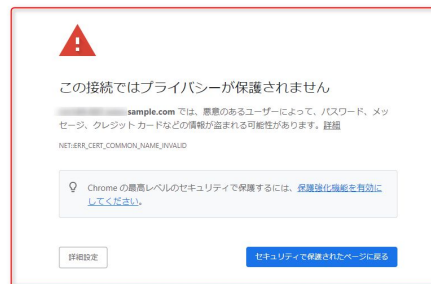 この接続ではプライバシーが保護されません
sample.com では、悪意のあるユーザーによって、パスワード、メッ
セージ、クレジット カードなどの情報が盗まれる可能性があります。詳細
NET::ERR_CERT_COMMON_NAME_INVALID
Chrome の最高レベルのセキュリティで保護するには、保護強化機能を有効に
してください。
詳細設定
セキュリティで保護されたページに戻る